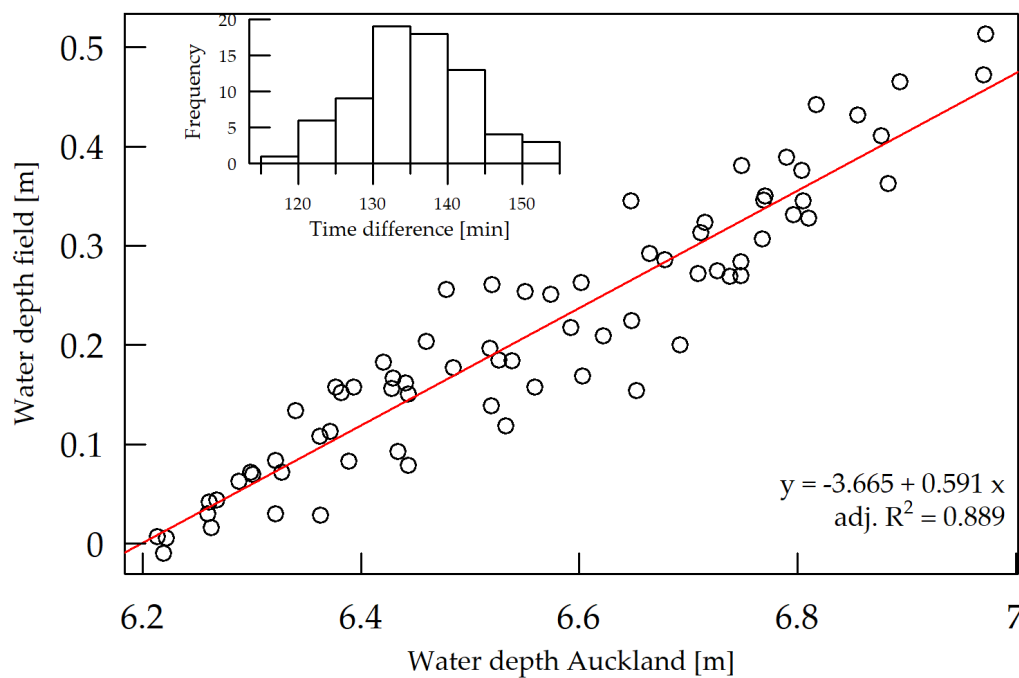 0.5
0.4
0.3
0.2
0.1
0
Water depth field [m]
20
15
10
5
0
Frequency
120 130 140 150
Time difference [min]
y = -3.665 + 0.591 x
adj. R² = 0.889
6.2 6.4 6.6 6.8 7
Water depth Auckland [m]